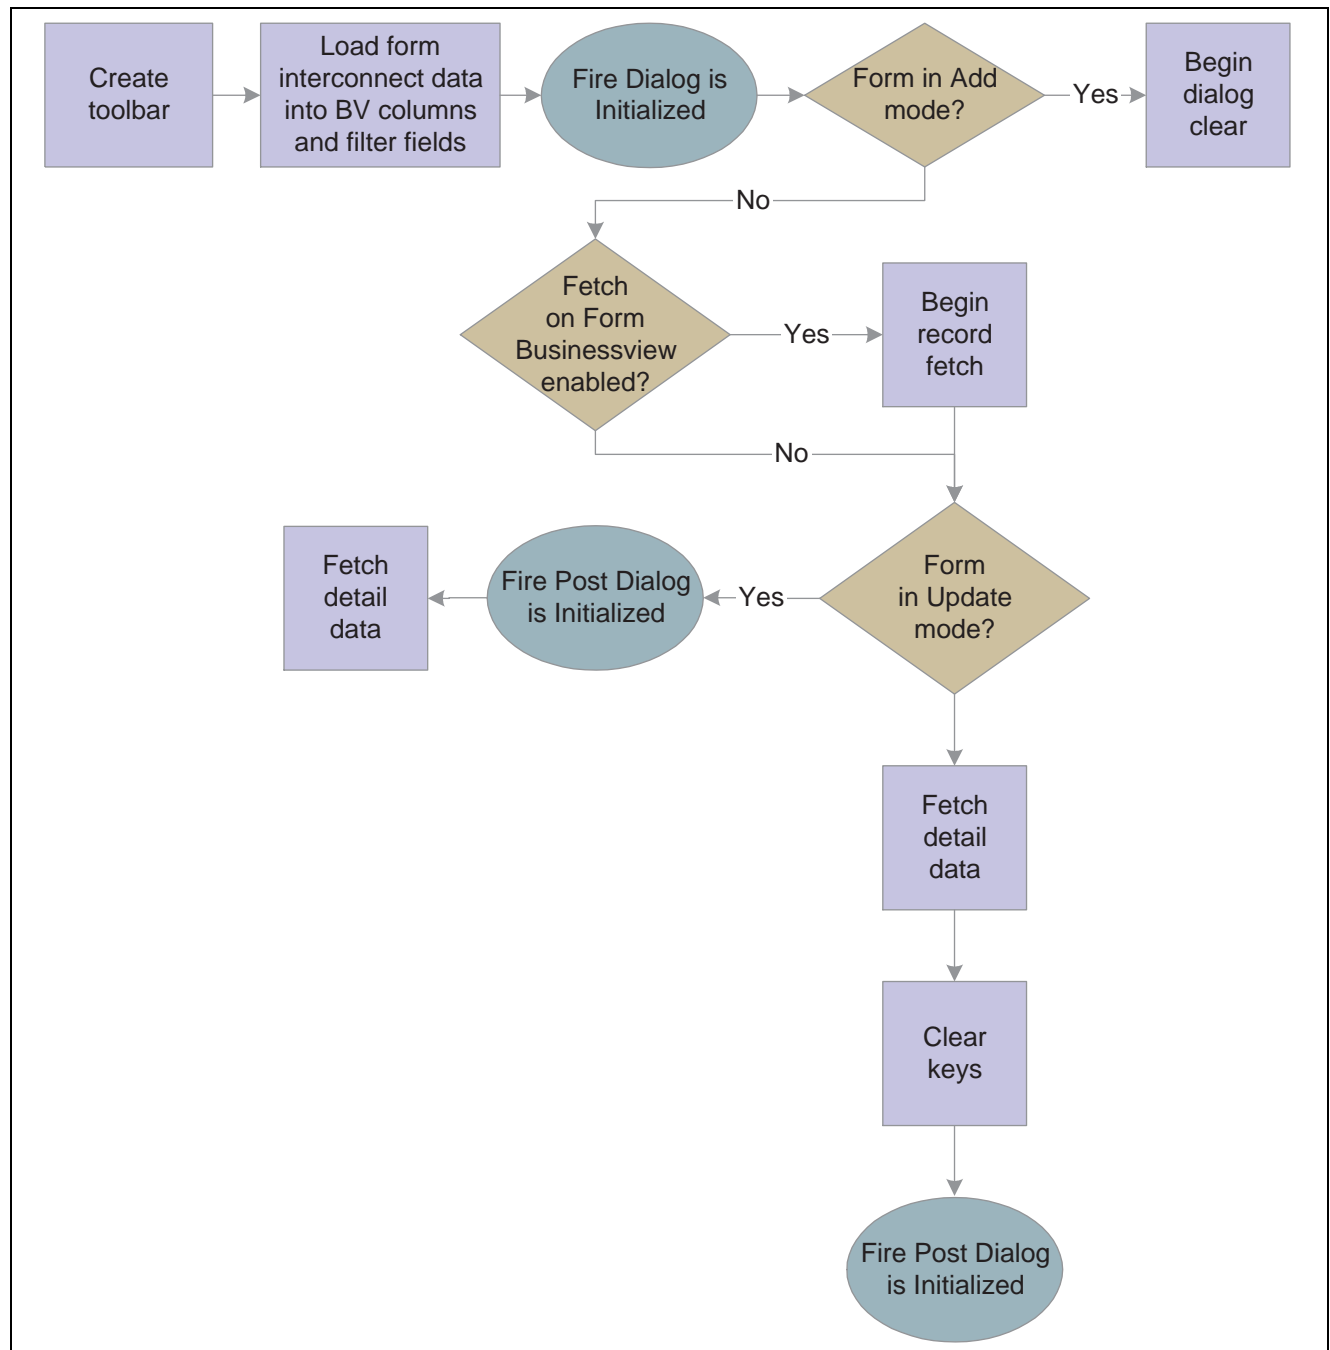 Create
toolbar
Load form
interconnect data
into BV columns
and filter fields
Fire Dialog is
Initialized
Form in Add
mode?
Yes
Begin
dialog
clear
No
Fetch
on Form
Businessview
enabled?
Yes
Begin
record
fetch
No
Form
in Update
mode?
Yes
Fire Post Dialog
is Initialized
Fetch
detail
data
Fetch
detail
data
Clear
keys
Fire Post Dialog
is Initialized